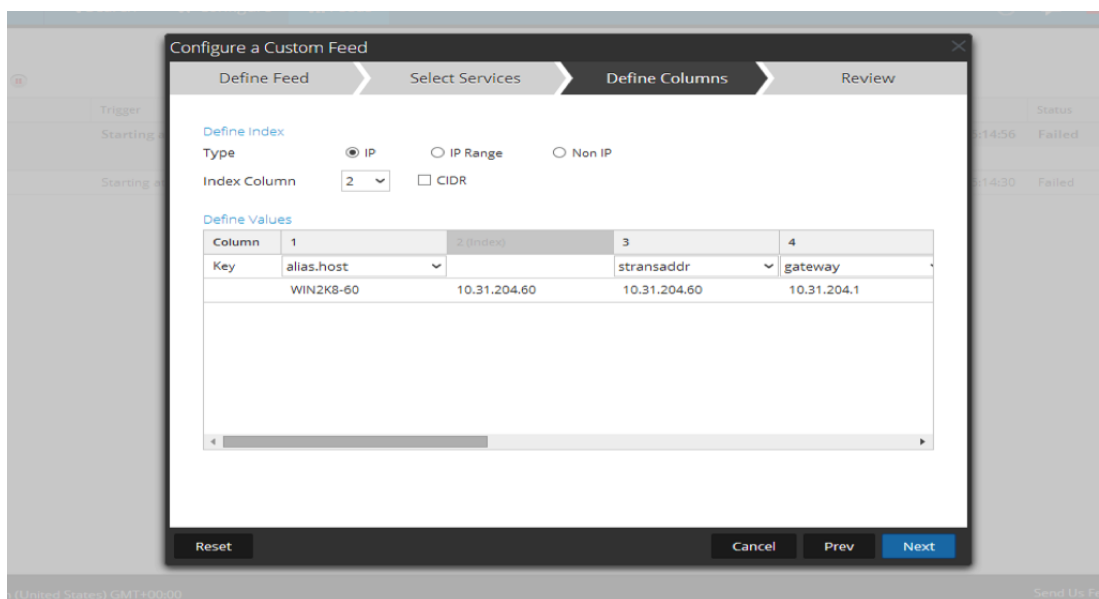 Configure a Custom Feed
Define Feed Select Services Define Columns Review
Trigger Status
Starting a 5:14:56 Failed
Define Index
Type IP IP Range Non IP
Starting a 5:14:30 Failed
Index Column 2 CIDR
Define Values
Column 1 2 (Index) 3 4
Key alias.host stransaddr gateway
WIN2K8-60 10.31.204.60 10.31.204.60 10.31.204.1
Reset Cancel Prev Next
(United States) GMT+00:00 Send Us Fe